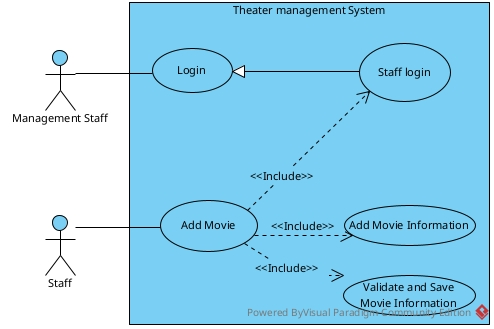 Theater management System
Login
Staff login
Management Staff
<<Include>>
Add Movie
<<Include>>
Add Movie Information
<<Include>>
Staff
Validate and Save
Movie Information
Powered ByVisual Paradigm Community Edition